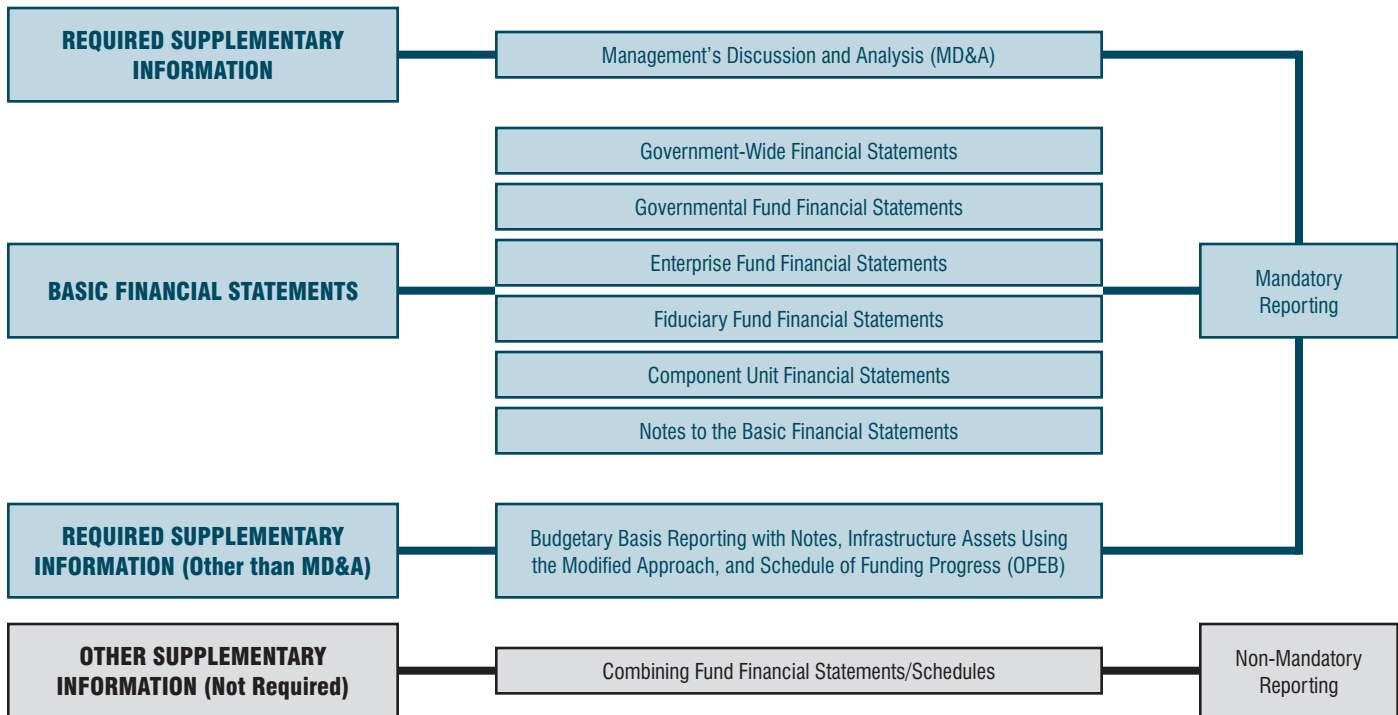 REQUIRED SUPPLEMENTARY
INFORMATION
Management’s Discussion and Analysis (MD&A)
Government-Wide Financial Statements
Governmental Fund Financial Statements
BASIC FINANCIAL STATEMENTS
Enterprise Fund Financial Statements
Fiduciary Fund Financial Statements
Component Unit Financial Statements
Notes to the Basic Financial Statements
Mandatory
Reporting
REQUIRED SUPPLEMENTARY
INFORMATION (Other than MD&A)
Budgetary Basis Reporting with Notes, Infrastructure Assets Using
the Modified Approach, and Schedule of Funding Progress (OPEB)
OTHER SUPPLEMENTARY
INFORMATION (Not Required)
Combining Fund Financial Statements/Schedules
Non-Mandatory
Reporting